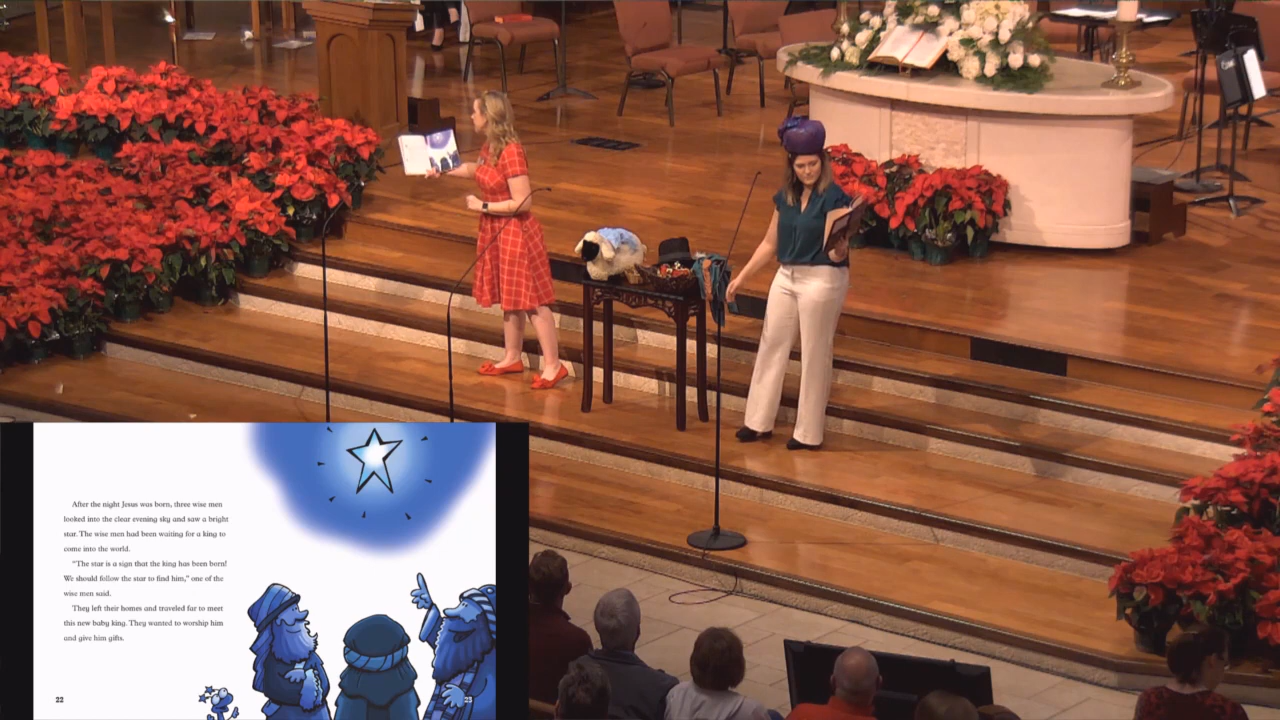 After the night Jesus was born, three wise men
looked into the clear evening sky and saw a bright
star. The wise men had been waiting for a king to
come into the world.
"The star is a sign that the king has been born!
We should follow the star to find him," one of the
wise men said.
They left their homes and traveled far to meet
this new baby king. They wanted to worship him
and give him gifts.
22
23